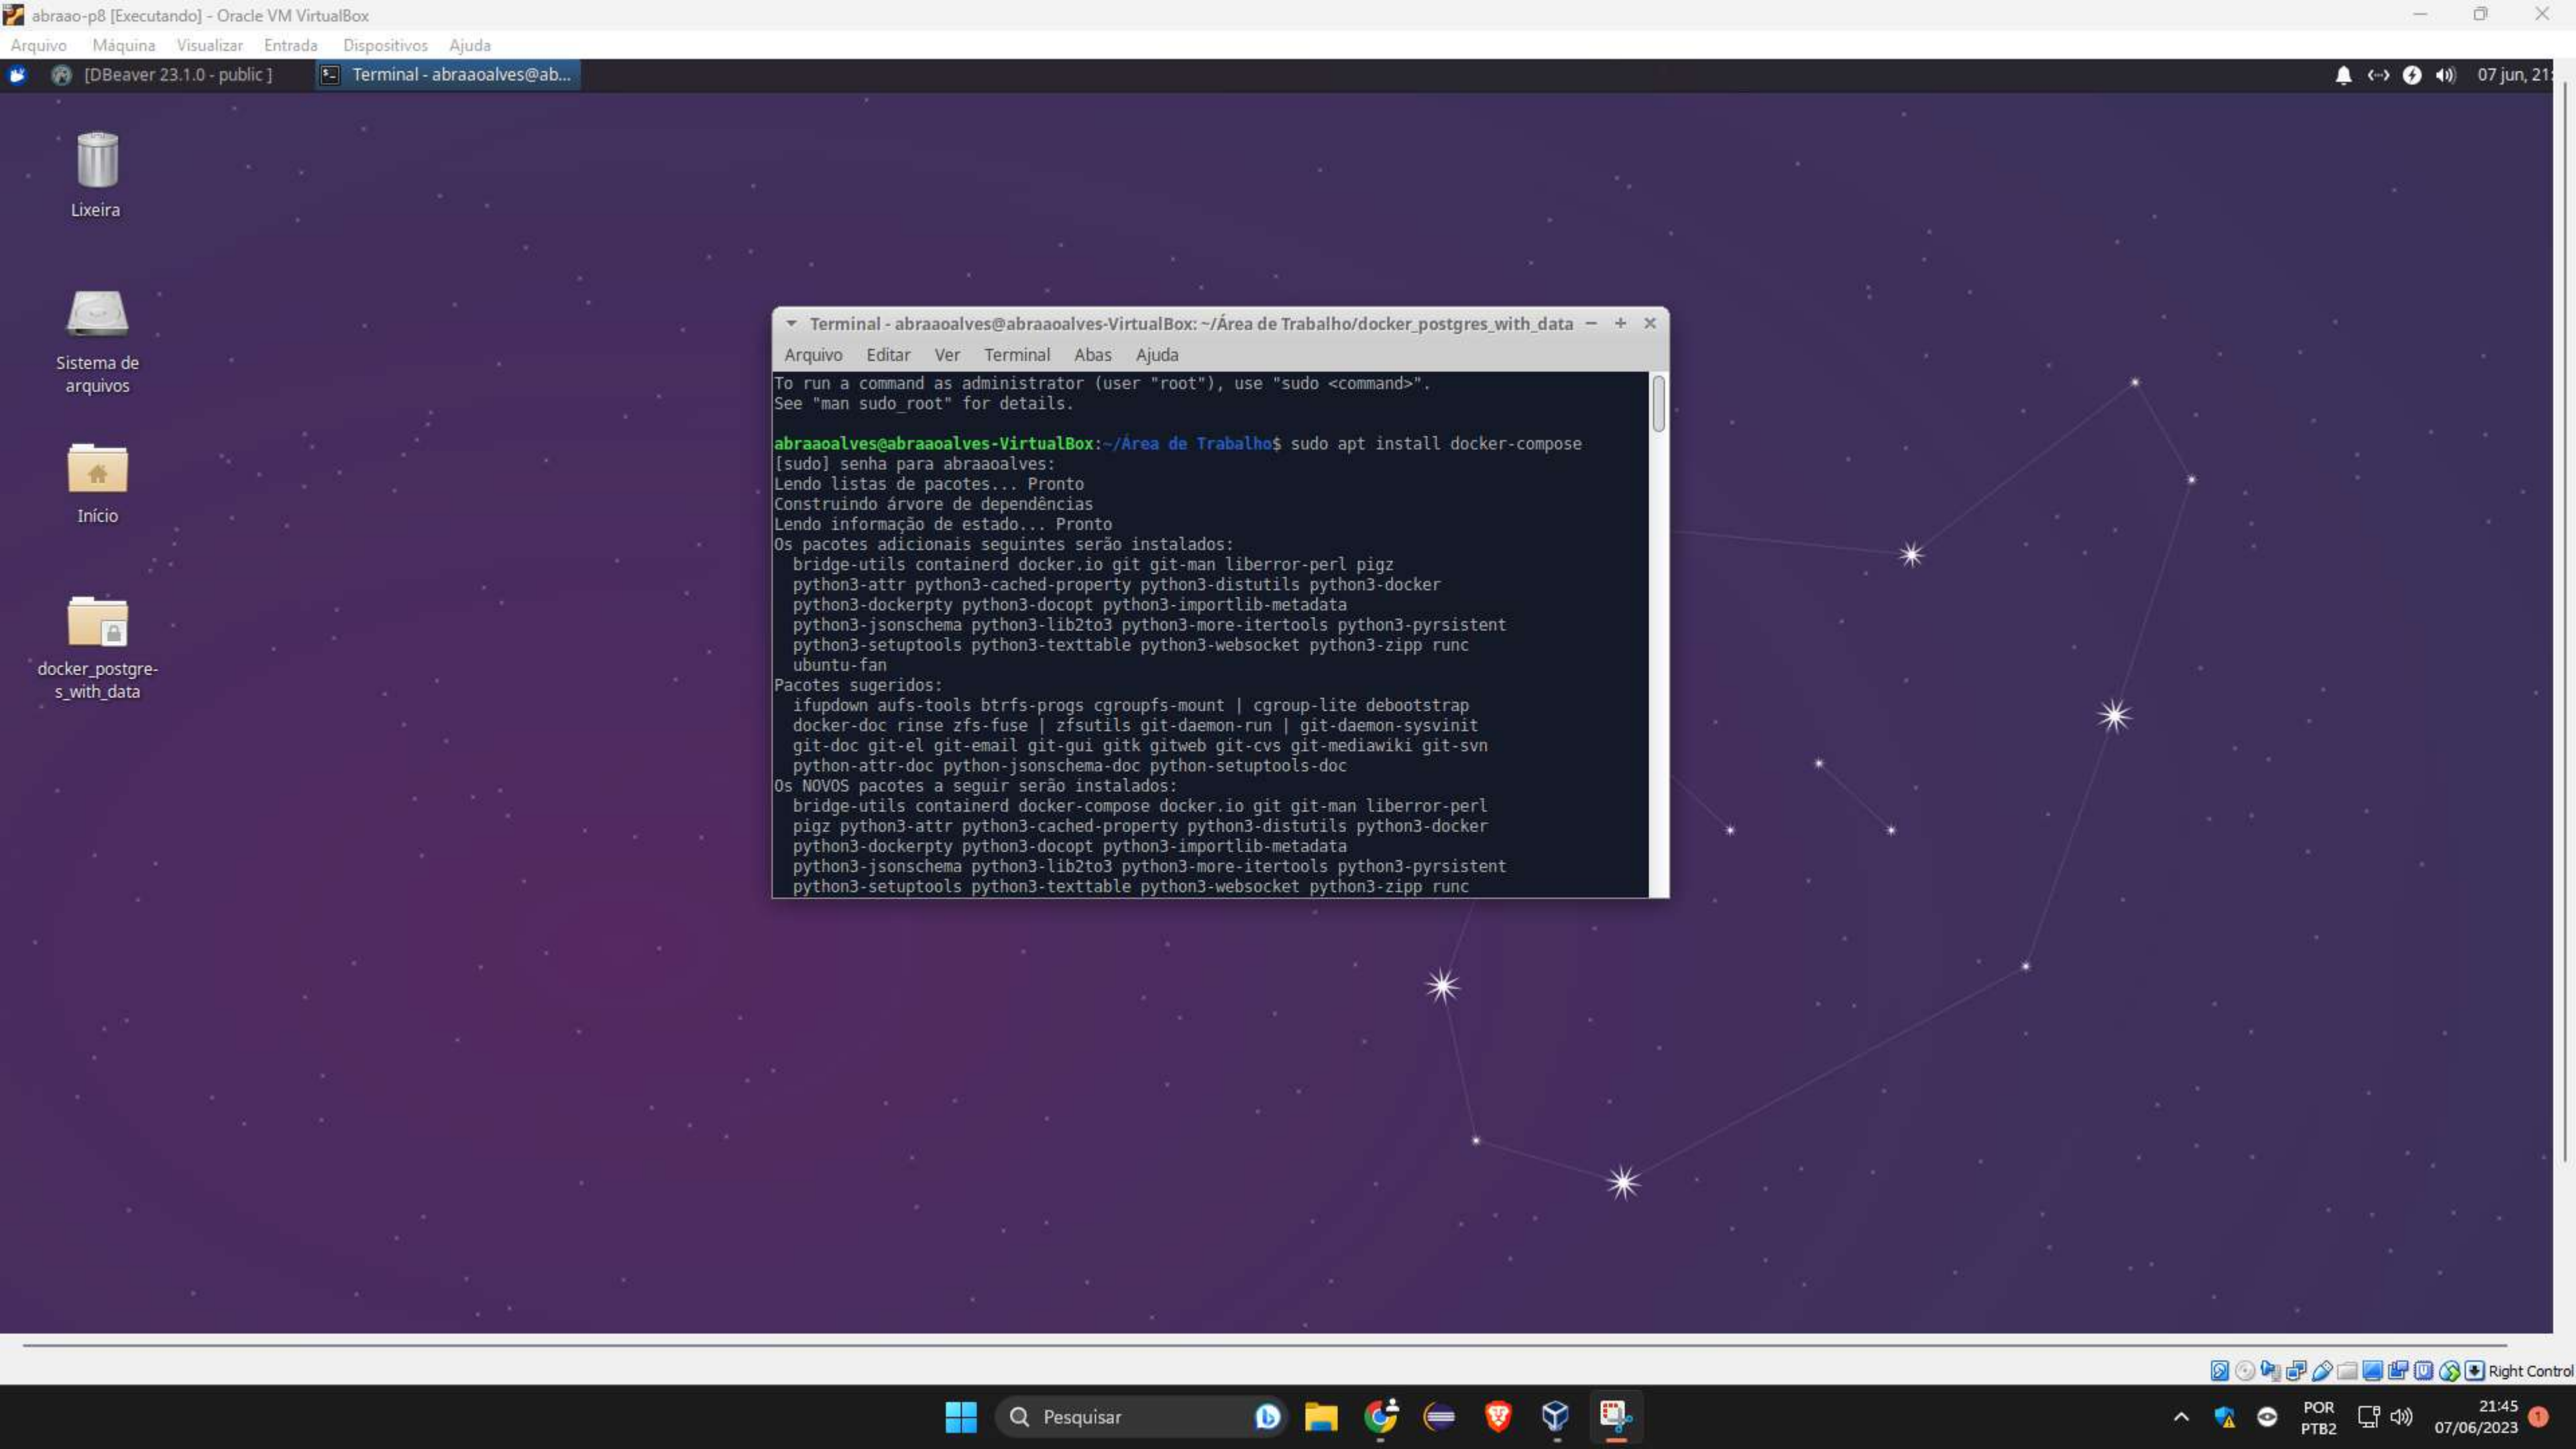 abraao-p8 [Executando] - Oracle VM VirtualBox
Arquivo Máquina Visualizar Entrada Dispositivos Ajuda
[DBeaver 23.1.0 - public ] Terminal - abraaoalves@ab... 07 jun, 21:
Lixeira
Sistema de
arquivos
Início
docker_postgre-
s_with_data
Terminal - abraaoalves@abraaoalves-VirtualBox: ~/Área de Trabalho/docker_postgres_with_data
Arquivo Editar Ver Terminal Abas Ajuda
To run a command as administrator (user "root"), use "sudo <command>".
See "man sudo_root" for details.
abraaoalves@abraaoalves-VirtualBox:~/Área de Trabalho$ sudo apt install docker-compose
[sudo] senha para abraaoalves:
Lendo listas de pacotes... Pronto
Construindo árvore de dependências
Lendo informação de estado... Pronto
Os pacotes adicionais seguintes serão instalados:
bridge-utils containerd docker.io git git-man liberror-perl pigz
python3-attr python3-cached-property python3-distutils python3-docker
python3-dockerpty python3-docopt python3-importlib-metadata
python3-jsonschema python3-lib2to3 python3-more-itertools python3-pyrsistent
python3-setuptools python3-texttable python3-websocket python3-zipp runc
ubuntu-fan
Pacotes sugeridos:
ifupdown aufs-tools btrfs-progs cgroupfs-mount | cgroup-lite debootstrap
docker-doc rinse zfs-fuse | zfsutils git-daemon-run | git-daemon-sysvinit
git-doc git-el git-email git-gui gitk gitweb git-cvs git-mediawiki git-svn
python-attr-doc python-jsonschema-doc python-setuptools-doc
Os NOVOS pacotes a seguir serão instalados:
bridge-utils containerd docker-compose docker.io git git-man liberror-perl
pigz python3-attr python3-cached-property python3-distutils python3-docker
python3-dockerpty python3-docopt python3-importlib-metadata
python3-jsonschema python3-lib2to3 python3-more-itertools python3-pyrsistent
python3-setuptools python3-texttable python3-websocket python3-zipp runc
Right Control
Pesquisar
POR
PTB2
21:45
07/06/2023
1